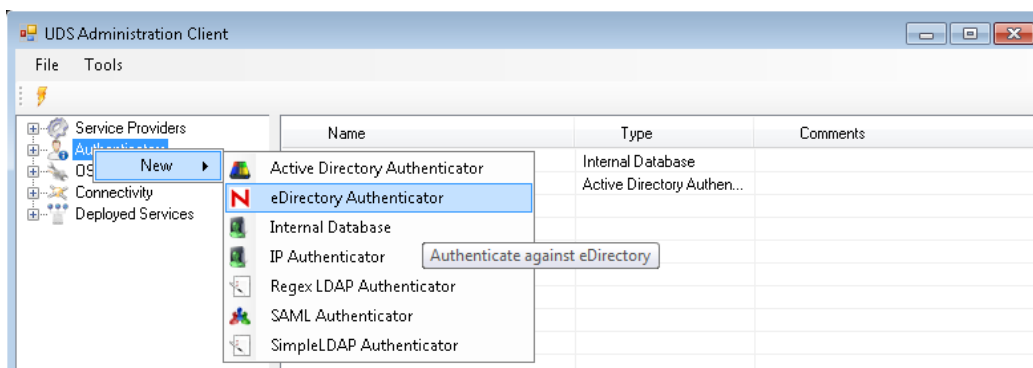 UDS Administration Client
File Tools
Service Providers
Authenticators
OS
Connectivity
Deployed Services
New
Active Directory Authenticator
eDirectory Authenticator
Internal Database
IP Authenticator
Regex LDAP Authenticator
SAML Authenticator
SimpleLDAP Authenticator
Authenticate against eDirectory
Name Type Comments
Internal Database
Active Directory Authen...